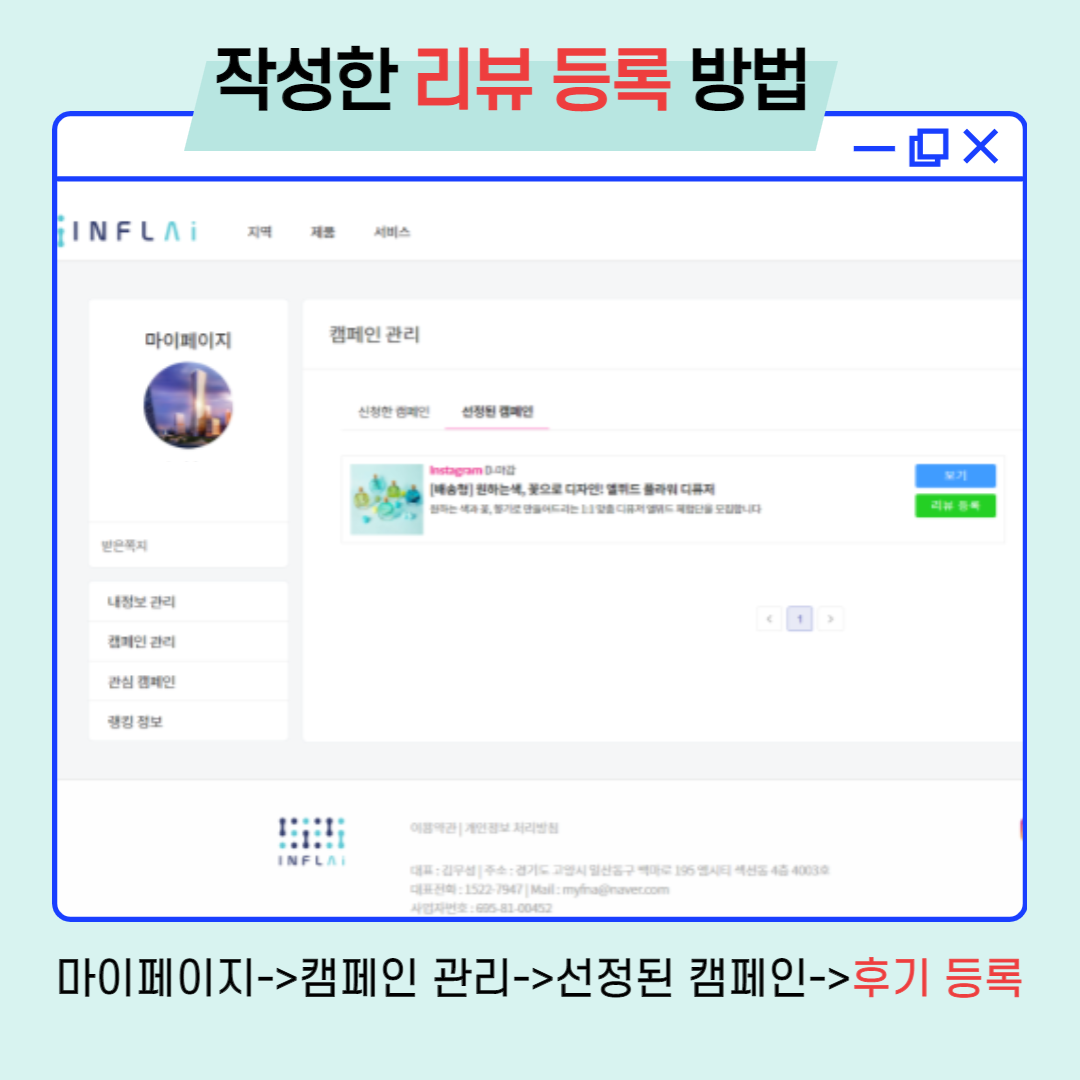 작성한 리뷰 등록 방법
INFLAi 지역 제품 서비스
마이페이지
받은쪽지
내정보 관리
캠페인 관리
관심 캠페인
랭킹 정보
캠페인 관리
신청한 캠페인 선정된 캠페인
Instagram D-마감
[배송형] 원하는색, 꽃으로 디자인! 엘뛰드 플라워 디퓨저
원하는 색과 꽃, 향기로 만들어드리는 1:1 맞춤 디퓨저 엘뛰드 체험단을 모집합니다
보기
리뷰 등록
< 1 >
INFLAi
이용약관 | 개인정보 처리방침
대표 : 김무성 | 주소 : 경기도 고양시 일산동구 백마로 195 엠시티 섹션동 4층 4003호
대표전화 : 1522-7947 | Mail : myfna@naver.com
사업자번호 : 695-81-00452
마이페이지->캠페인 관리->선정된 캠페인->후기 등록